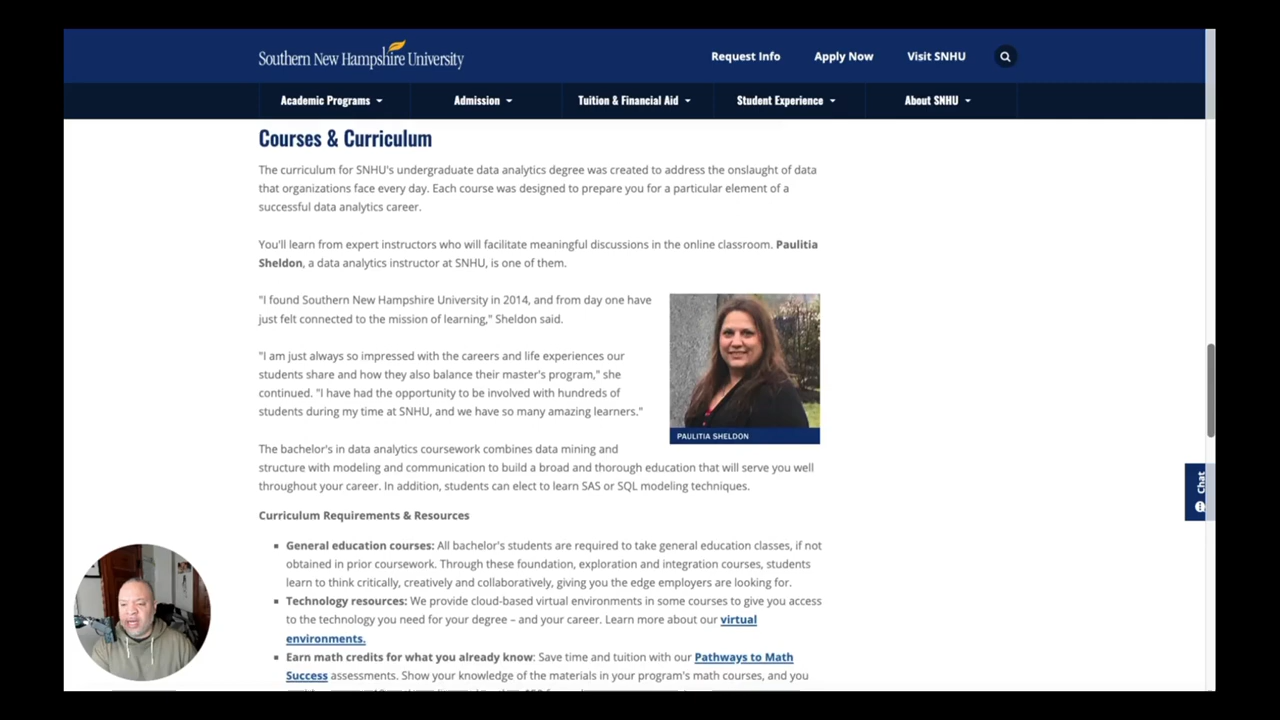 Southern New Hampshire University
Request Info
Apply Now
Visit SNHU
Academic Programs
Admission
Tuition & Financial Aid
Student Experience
About SNHU
Courses & Curriculum
The curriculum for SNHU's undergraduate data analytics degree was created to address the onslaught of data
that organizations face every day. Each course was designed to prepare you for a particular element of a
successful data analytics career.
You'll learn from expert instructors who will facilitate meaningful discussions in the online classroom. Paulitia
Sheldon, a data analytics instructor at SNHU, is one of them.
"I found Southern New Hampshire University in 2014, and from day one have
just felt connected to the mission of learning," Sheldon said.
"I am just always so impressed with the careers and life experiences our
students share and how they also balance their master's program," she
continued. "I have had the opportunity to be involved with hundreds of
students during my time at SNHU, and we have so many amazing learners."
PAULITIA SHELDON
The bachelor's in data analytics coursework combines data mining and
structure with modeling and communication to build a broad and thorough education that will serve you well
throughout your career. In addition, students can elect to learn SAS or SQL modeling techniques.
Chat
Curriculum Requirements & Resources
General education courses: All bachelor's students are required to take general education classes, if not
obtained in prior coursework. Through these foundation, exploration and integration courses, students
learn to think critically, creatively and collaboratively, giving you the edge employers are looking for.
Technology resources: We provide cloud-based virtual environments in some courses to give you access
to the technology you need for your degree – and your career. Learn more about our virtual
environments.
Earn math credits for what you already know: Save time and tuition with our Pathways to Math
Success assessments. Show your knowledge of the materials in your program's math courses, and you